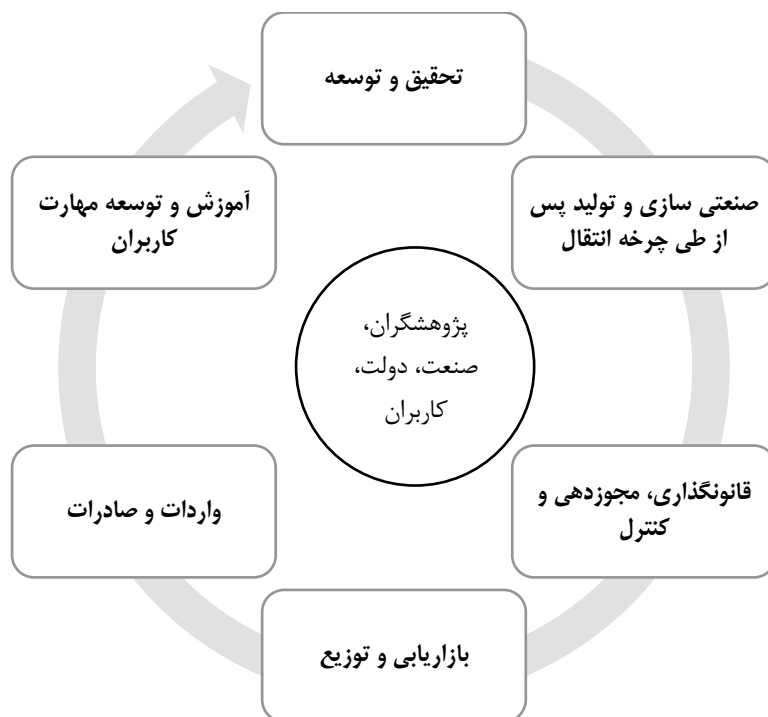 تحقیق و توسعه
صنعتی سازی و تولید پس
از طی چرخه انتقال
قانونگذاری، مجوزدهی و
کنترل
بازاریابی و توزیع
واردات و صادرات
آموزش و توسعه مهارت
کاربران
پژوهشگران،
صنعت، دولت،
کاربران